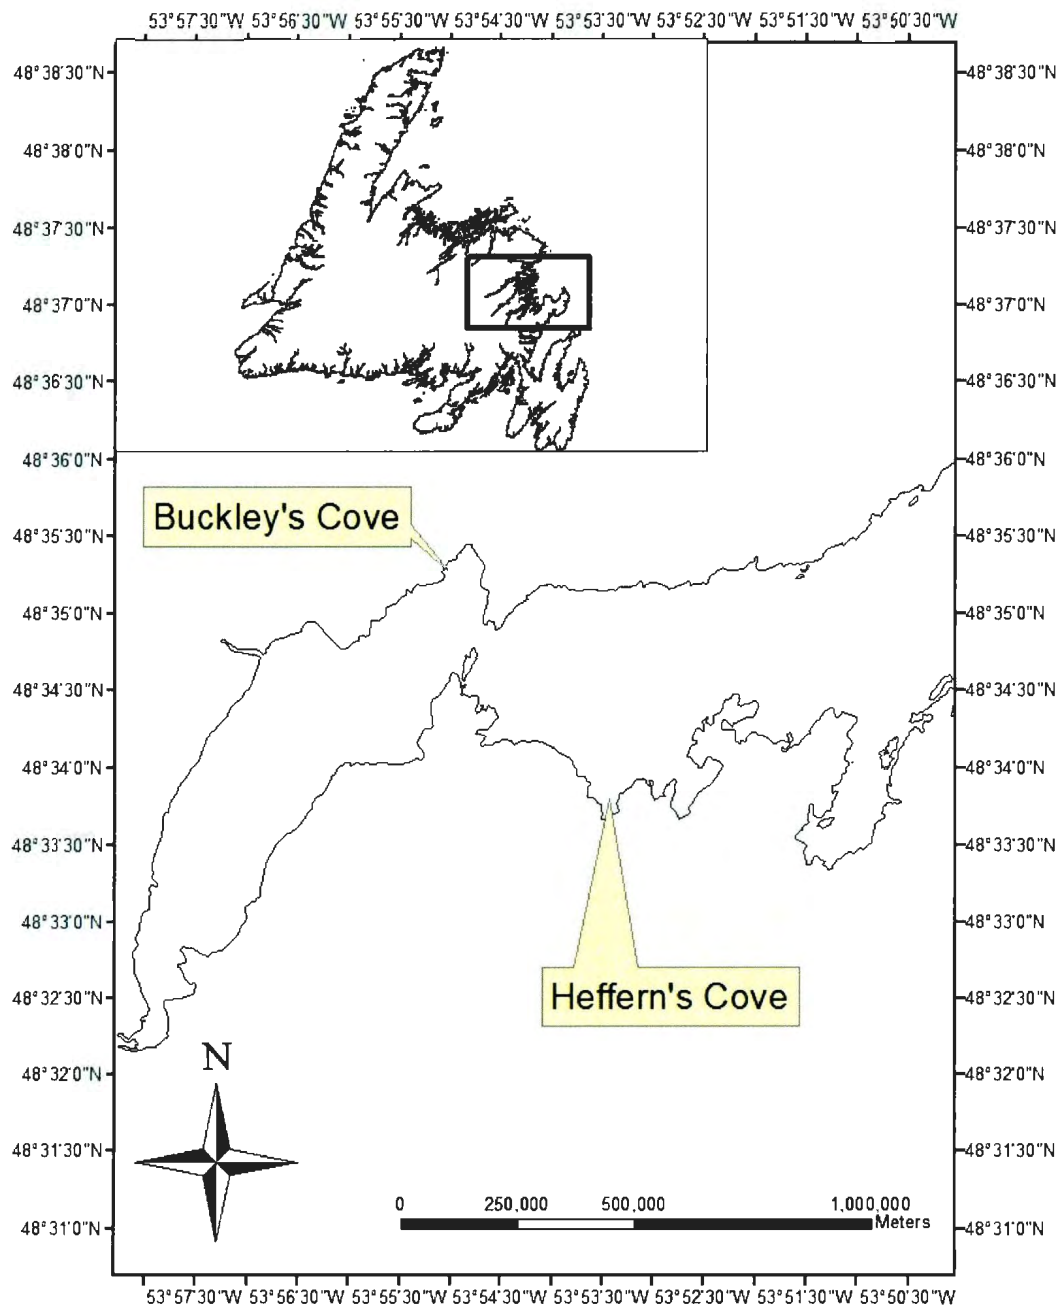 53°57'30"W 53°56'30"W 53°55'30"W 53°54'30"W 53°53'30"W 53°52'30"W 53°51'30"W 53°50'30"W
48°38'30"N 48°38'30"N
48°38'0"N 48°38'0"N
48°37'30"N 48°37'30"N
48°37'0"N 48°37'0"N
48°36'30"N 48°36'30"N
48°36'0"N 48°36'0"N
Buckley's Cove
48°35'30"N 48°35'30"N
48°35'0"N 48°35'0"N
48°34'30"N 48°34'30"N
48°34'0"N 48°34'0"N
48°33'30"N 48°33'30"N
48°33'0"N 48°33'0"N
Heffern's Cove
48°32'30"N 48°32'30"N
N
48°32'0"N 48°32'0"N
48°31'30"N 48°31'30"N
0 250,000 500,000 1,000,000
Meters
48°31'0"N 48°31'0"N
53°57'30"W 53°56'30"W 53°55'30"W 53°54'30"W 53°53'30"W 53°52'30"W 53°51'30"W 53°50'30"W